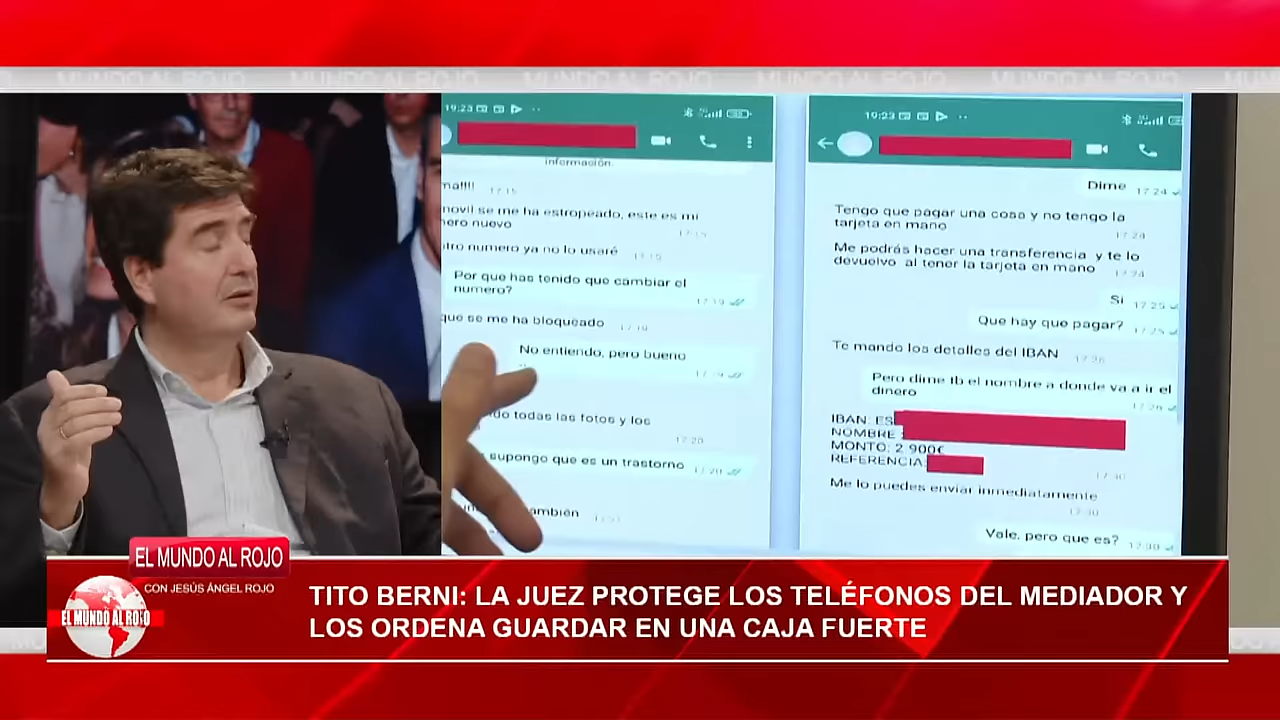 MUNDO AL ROJO MUNDO AL ROJO MUNDO AL ROJO MUNDO AL ROJO
19:23
información.
17:15
movil se me ha estropeado, este es mi
nuevo
17:15
numero ya no lo usaré 17:15
Por que has tenido que cambiar el
numero?
17:19
que se me ha bloqueado 17:19
No entiendo, pero bueno
17:19
todas las fotos y los
17:20
supongo que es un trastorno 17:20
también
19:23
Dime 17:24
Tengo que pagar una cosa y no tengo la
tarjeta en mano
17:24
Me podrás hacer una transferencia y te lo
devuelvo al tener la tarjeta en mano 17:24
Si 17:25
Que hay que pagar? 17:25
Te mando los detalles del IBAN 17:26
Pero dime tb el nombre a donde va a ir el
dinero
17:26
IBAN: ES
NOMBRE :
MONTO: 2.900€
REFERENCIA:
17:30
Me lo puedes enviar inmediatamente
17:30
Vale, pero que es? 17:30
EL MUNDO AL ROJO
CON JESÚS ÁNGEL ROJO
EL MUNDO AL ROJO
TITO BERNI: LA JUEZ PROTEGE LOS TELÉFONOS DEL MEDIADOR Y
LOS ORDENA GUARDAR EN UNA CAJA FUERTE